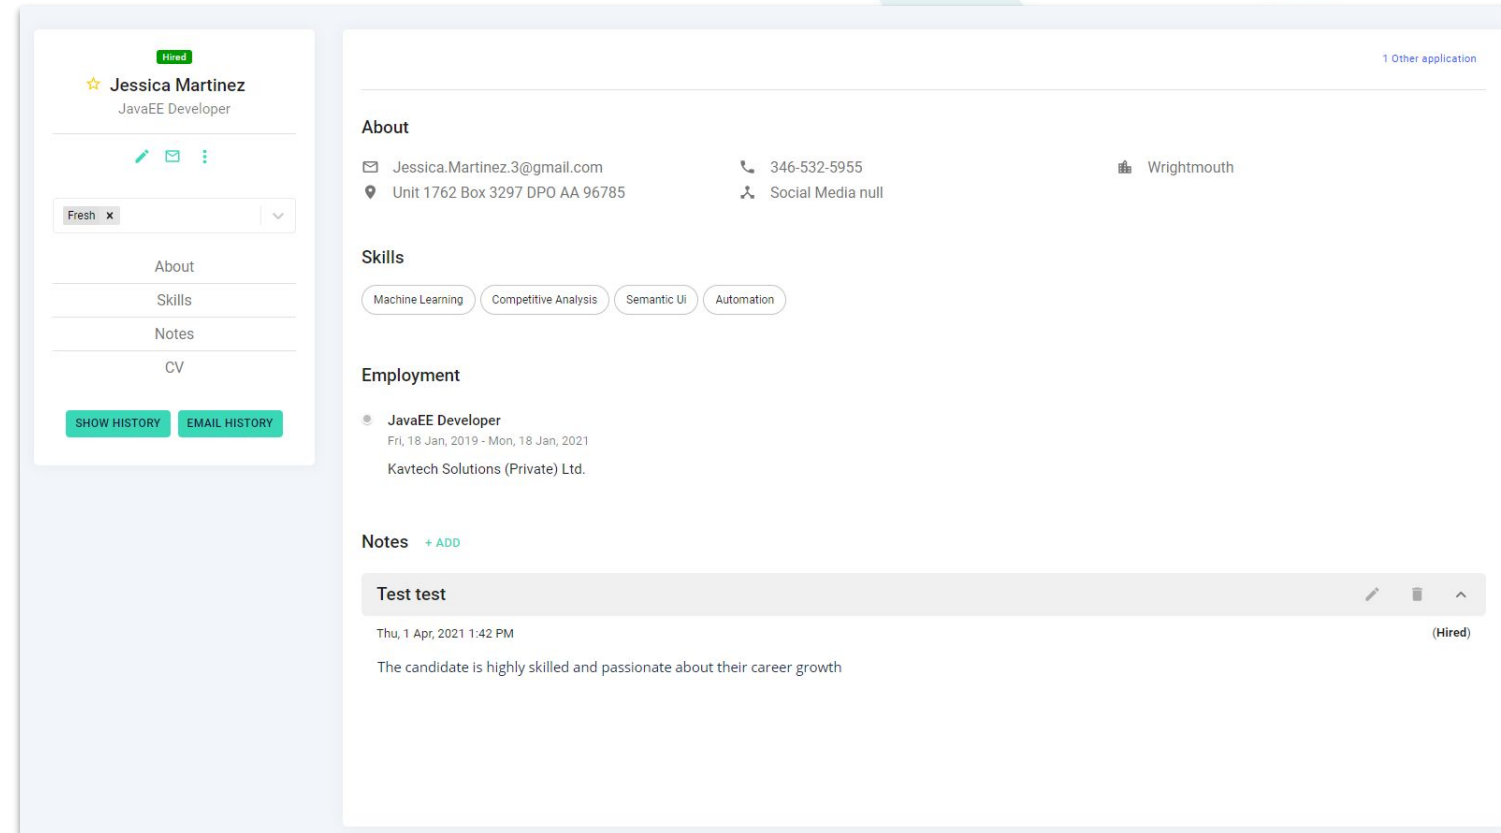 Hired
Jessica Martinez
JavaEE Developer
Fresh x
About
Skills
Notes
CV
SHOW HISTORY EMAIL HISTORY
1 Other application
About
Jessica.Martinez.3@gmail.com 346-532-5955 Wrightmouth
Unit 1762 Box 3297 DPO AA 96785 Social Media null
Skills
Machine Learning Competitive Analysis Semantic Ui Automation
Employment
JavaEE Developer
Fri, 18 Jan, 2019 - Mon, 18 Jan, 2021
Kavtech Solutions (Private) Ltd.
Notes + ADD
Test test
Thu, 1 Apr, 2021 1:42 PM (Hired)
The candidate is highly skilled and passionate about their career growth